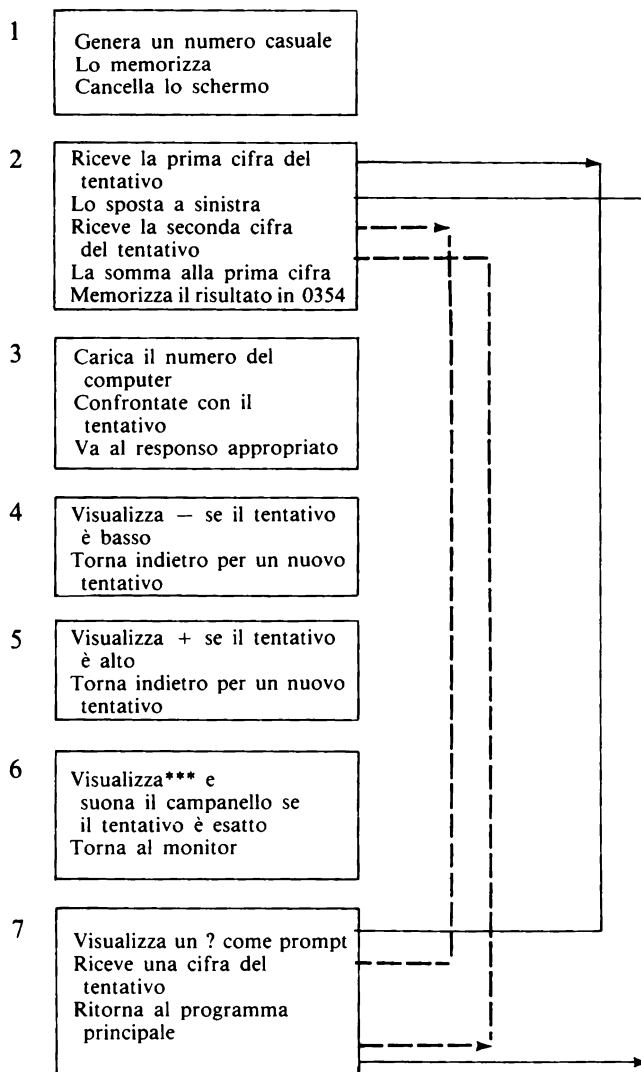 1
Genera un numero casuale
Lo memorizza
Cancella lo schermo
2
Riceve la prima cifra del
tentativo
Lo sposta a sinistra
Riceve la seconda cifra
del tentativo
La somma alla prima cifra
Memorizza il risultato in 0354
3
Carica il numero del
computer
Confrontate con il
tentativo
Va al responso appropriato
4
Visualizza — se il tentativo
è basso
Torna indietro per un nuovo
tentativo
5
Visualizza + se il tentativo
è alto
Torna indietro per un nuovo
tentativo
6
Visualizza*** e
suona il campanello se
il tentativo è esatto
Torna al monitor
7
Visualizza un ? come prompt
Riceve una cifra del
tentativo
Ritorna al programma
principale